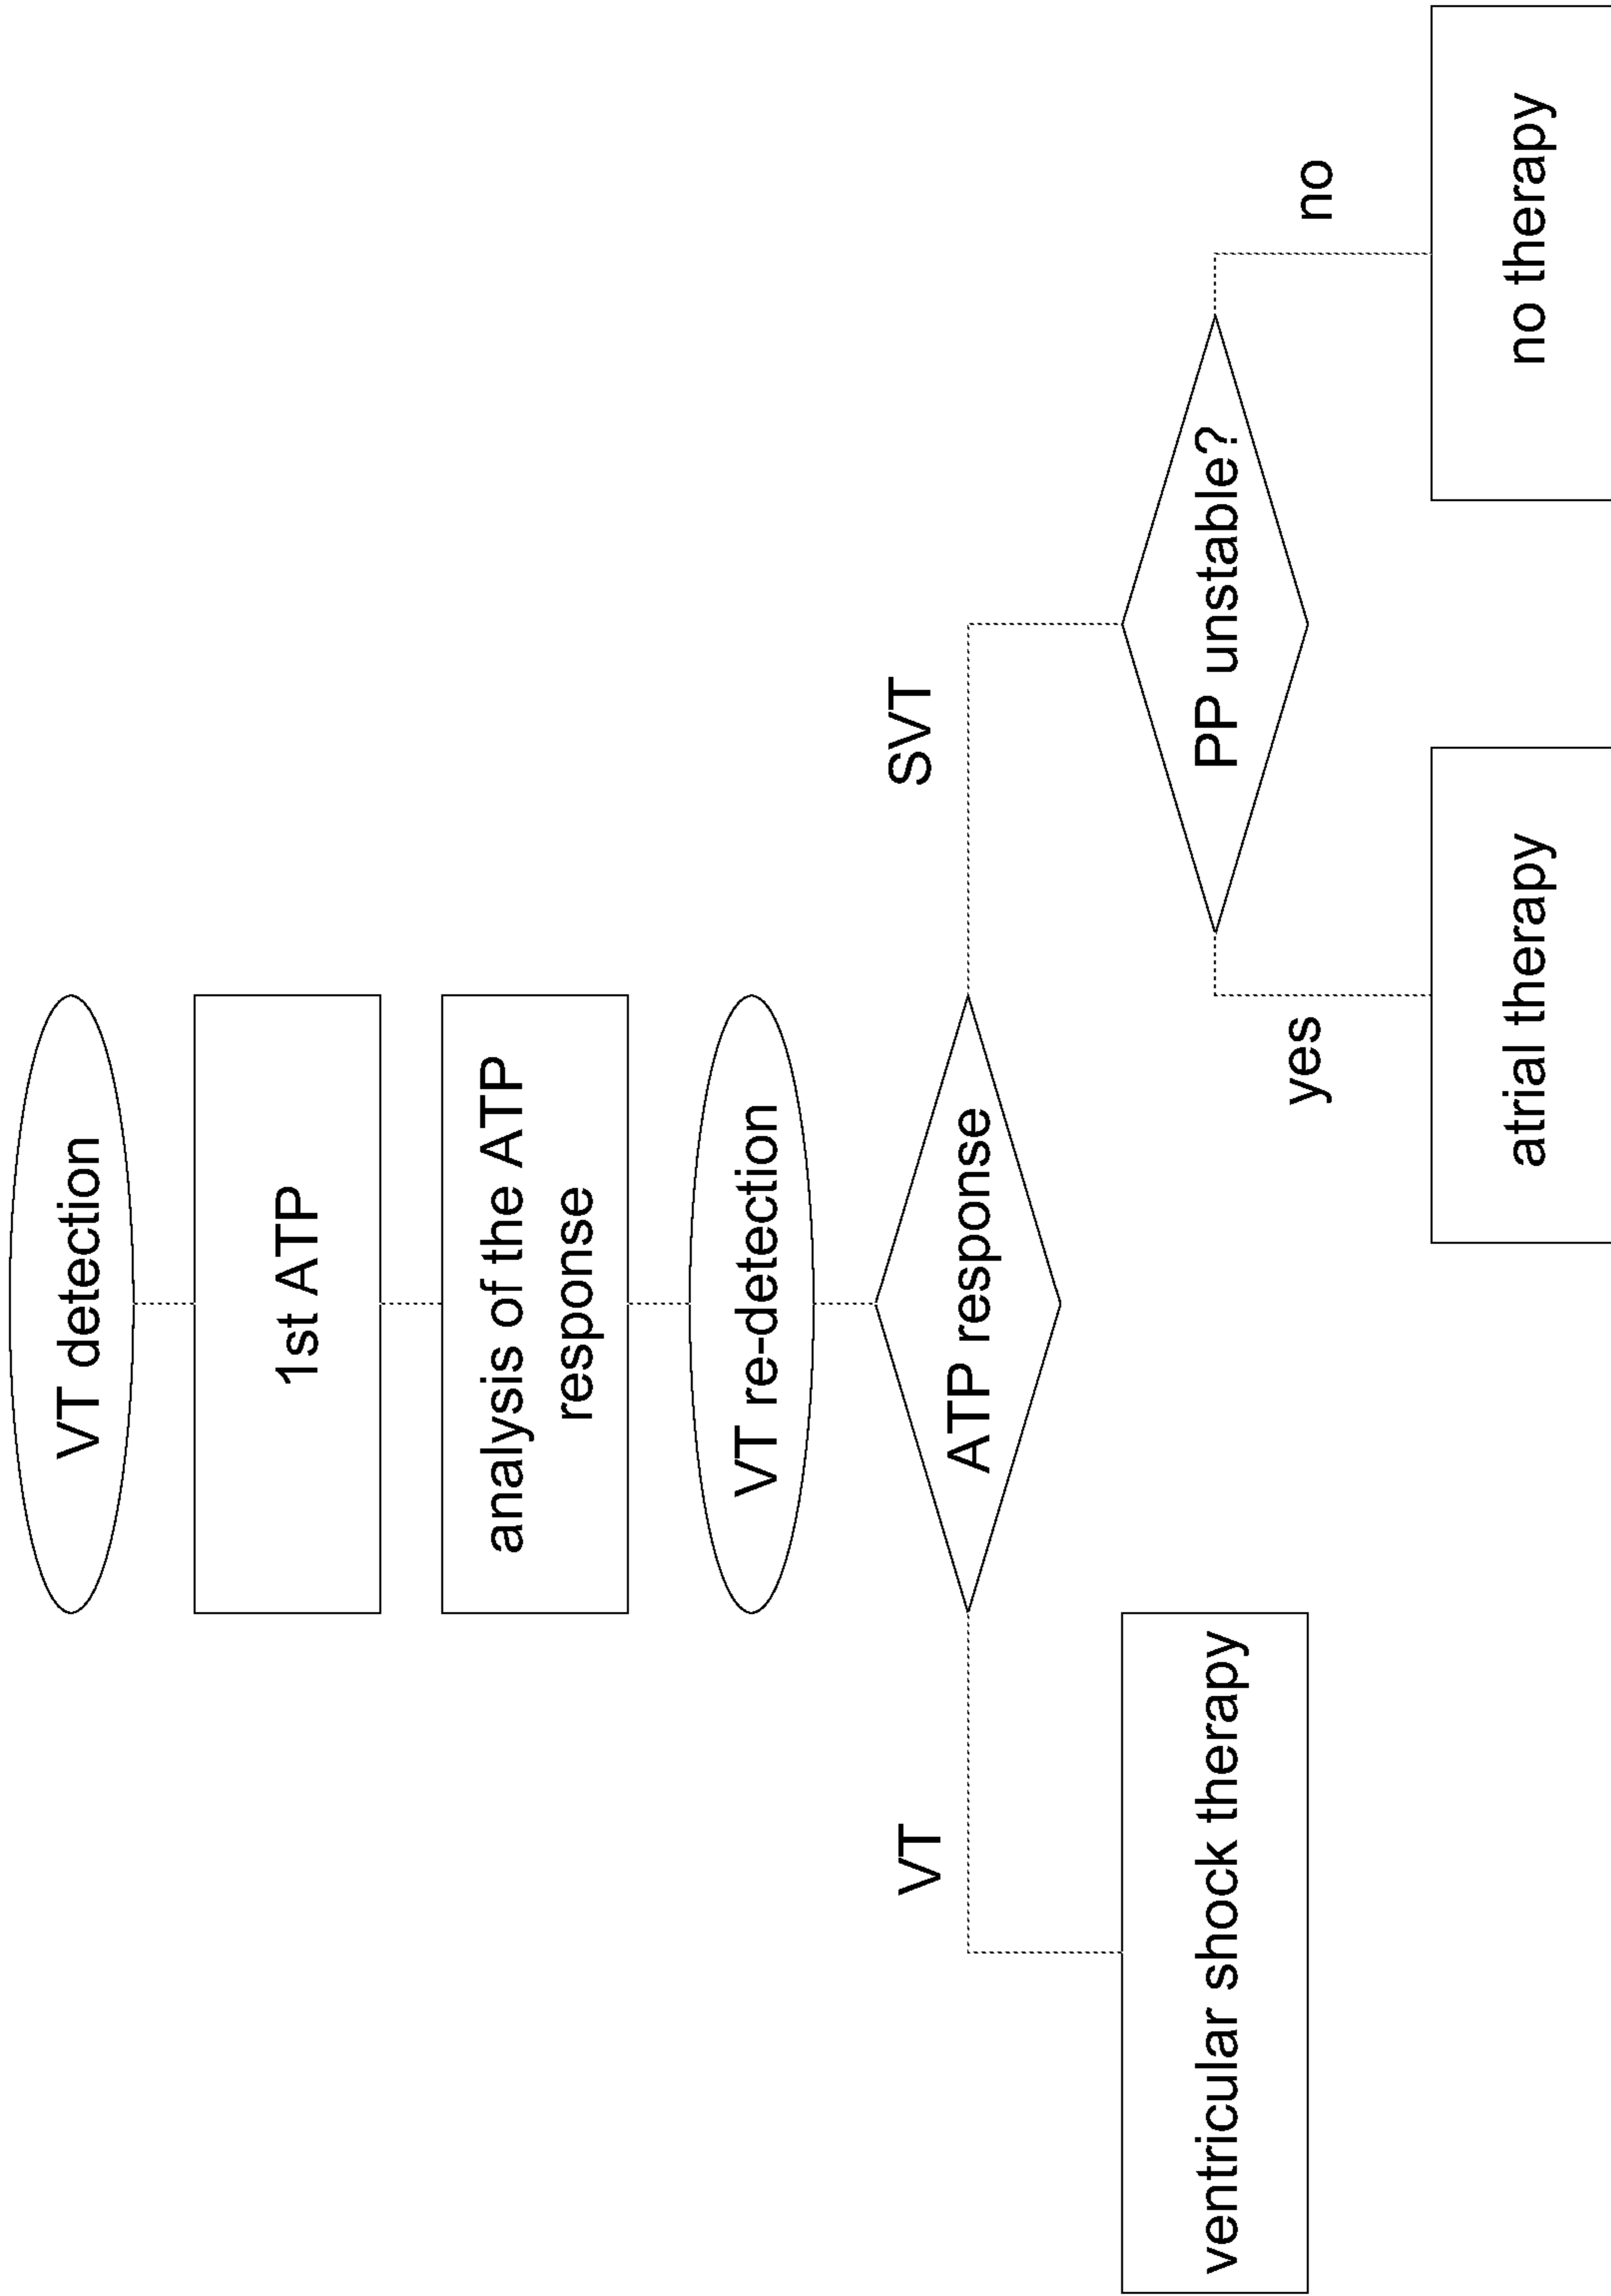 VT detection
1st ATP
analysis of the ATP
response
VT re-detection
ATP response
VT
SVT
ventricular shock therapy
PP unstable?
yes
no
atrial therapy
no therapy